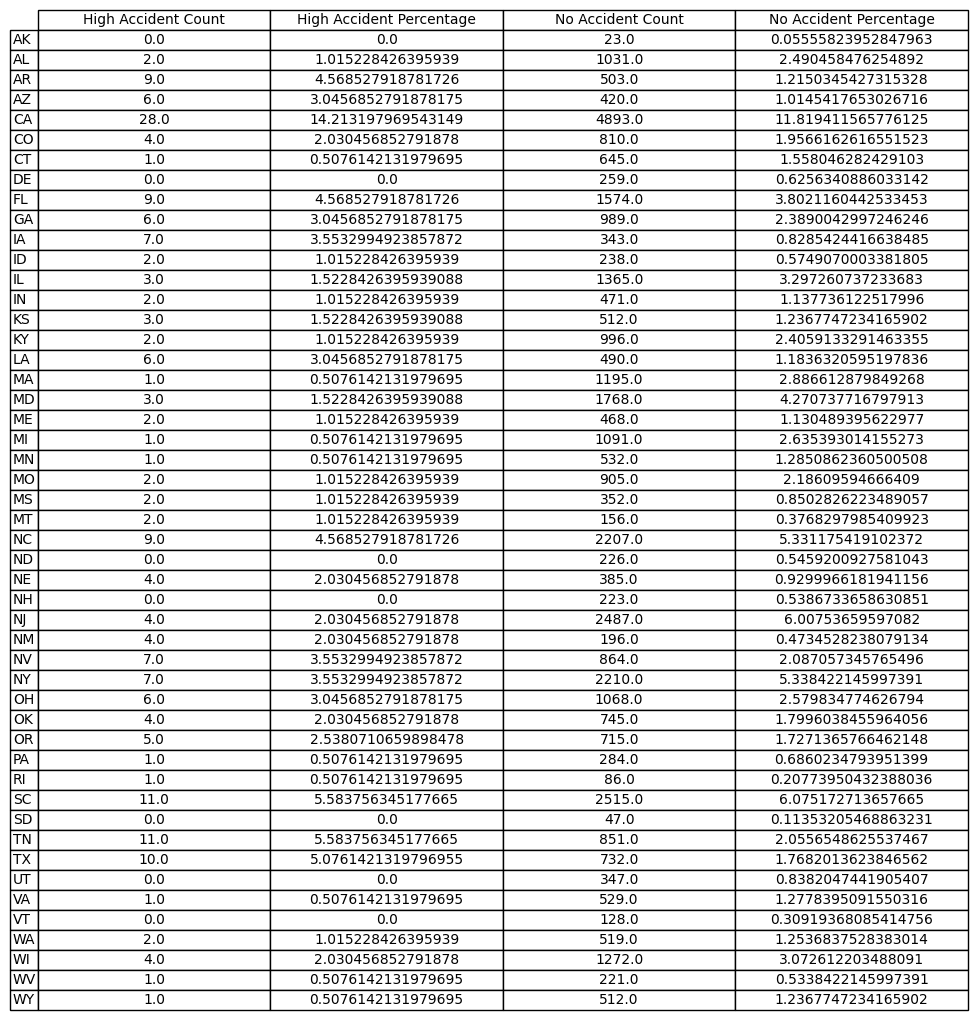 High Accident Count High Accident Percentage No Accident Count No Accident Percentage
AK 0.0 0.0 23.0 0.05555823952847963
AL 2.0 1.015228426395939 1031.0 2.490458476254892
AR 9.0 4.568527918781726 503.0 1.2150345427315328
AZ 6.0 3.0456852791878175 420.0 1.0145417653026716
CA 28.0 14.213197969543149 4893.0 11.819411565776125
CO 4.0 2.030456852791878 810.0 1.9566162616551523
CT 1.0 0.5076142131979695 645.0 1.558046282429103
DE 0.0 0.0 259.0 0.6256340886033142
FL 9.0 4.568527918781726 1574.0 3.8021160442533453
GA 6.0 3.0456852791878175 989.0 2.3890042997246246
IA 7.0 3.5532994923857872 343.0 0.8285424416638485
ID 2.0 1.015228426395939 238.0 0.5749070003381805
IL 3.0 1.5228426395939088 1365.0 3.297260737233683
IN 2.0 1.015228426395939 471.0 1.137736122517996
KS 3.0 1.5228426395939088 512.0 1.2367747234165902
KY 2.0 1.015228426395939 996.0 2.4059133291463355
LA 6.0 3.0456852791878175 490.0 1.1836320595197836
MA 1.0 0.5076142131979695 1195.0 2.886612879849268
MD 3.0 1.5228426395939088 1768.0 4.270737716797913
ME 2.0 1.015228426395939 468.0 1.130489395622977
MI 1.0 0.5076142131979695 1091.0 2.635393014155273
MN 1.0 0.5076142131979695 532.0 1.2850862360500508
MO 2.0 1.015228426395939 905.0 2.18609594666409
MS 2.0 1.015228426395939 352.0 0.8502826223489057
MT 2.0 1.015228426395939 156.0 0.3768297985409923
NC 9.0 4.568527918781726 2207.0 5.331175419102372
ND 0.0 0.0 226.0 0.5459200927581043
NE 4.0 2.030456852791878 385.0 0.9299966181941156
NH 0.0 0.0 223.0 0.5386733658630851
NJ 4.0 2.030456852791878 2487.0 6.00753659597082
NM 4.0 2.030456852791878 196.0 0.4734528238079134
NV 7.0 3.5532994923857872 864.0 2.087057345765496
NY 7.0 3.5532994923857872 2210.0 5.338422145997391
OH 6.0 3.0456852791878175 1068.0 2.579834774626794
OK 4.0 2.030456852791878 745.0 1.7996038455964056
OR 5.0 2.5380710659898478 715.0 1.7271365766462148
PA 1.0 0.5076142131979695 284.0 0.6860234793951399
RI 1.0 0.5076142131979695 86.0 0.20773950432388036
SC 11.0 5.583756345177665 2515.0 6.075172713657665
SD 0.0 0.0 47.0 0.11353205468863231
TN 11.0 5.583756345177665 851.0 2.0556548625537467
TX 10.0 5.0761421319796955 732.0 1.7682013623846562
UT 0.0 0.0 347.0 0.8382047441905407
VA 1.0 0.5076142131979695 529.0 1.2778395091550316
VT 0.0 0.0 128.0 0.30919368085414756
WA 2.0 1.015228426395939 519.0 1.2536837528383014
WI 4.0 2.030456852791878 1272.0 3.072612203488091
WV 1.0 0.5076142131979695 221.0 0.5338422145997391
WY 1.0 0.5076142131979695 512.0 1.2367747234165902